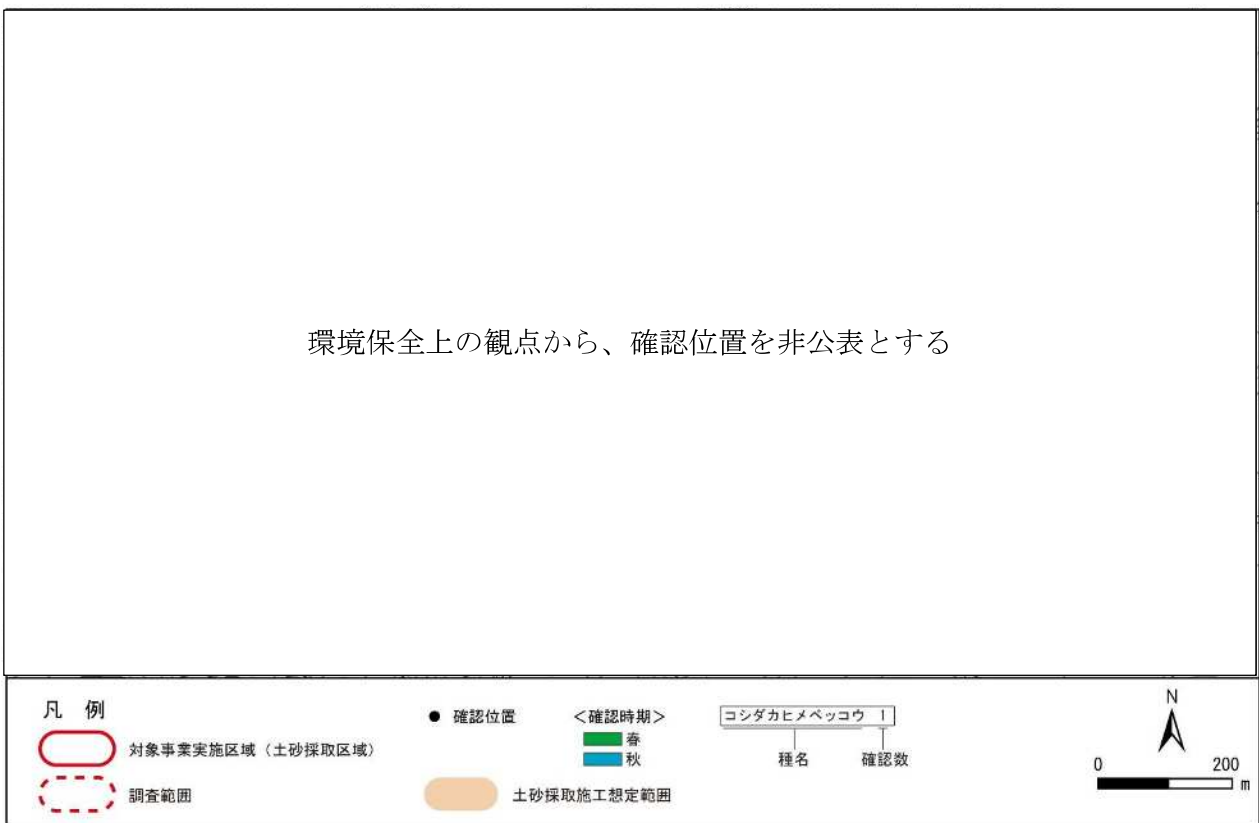 環境保全上の観点から、確認位置を非公表とする
凡 例
対象事業実施区域（土砂採取区域）
調査範囲
● 確認位置
＜確認時期＞
春
秋
土砂採取施工想定範囲
コシダカヒメベッコウ 1
種名 確認数
N
0 200
m